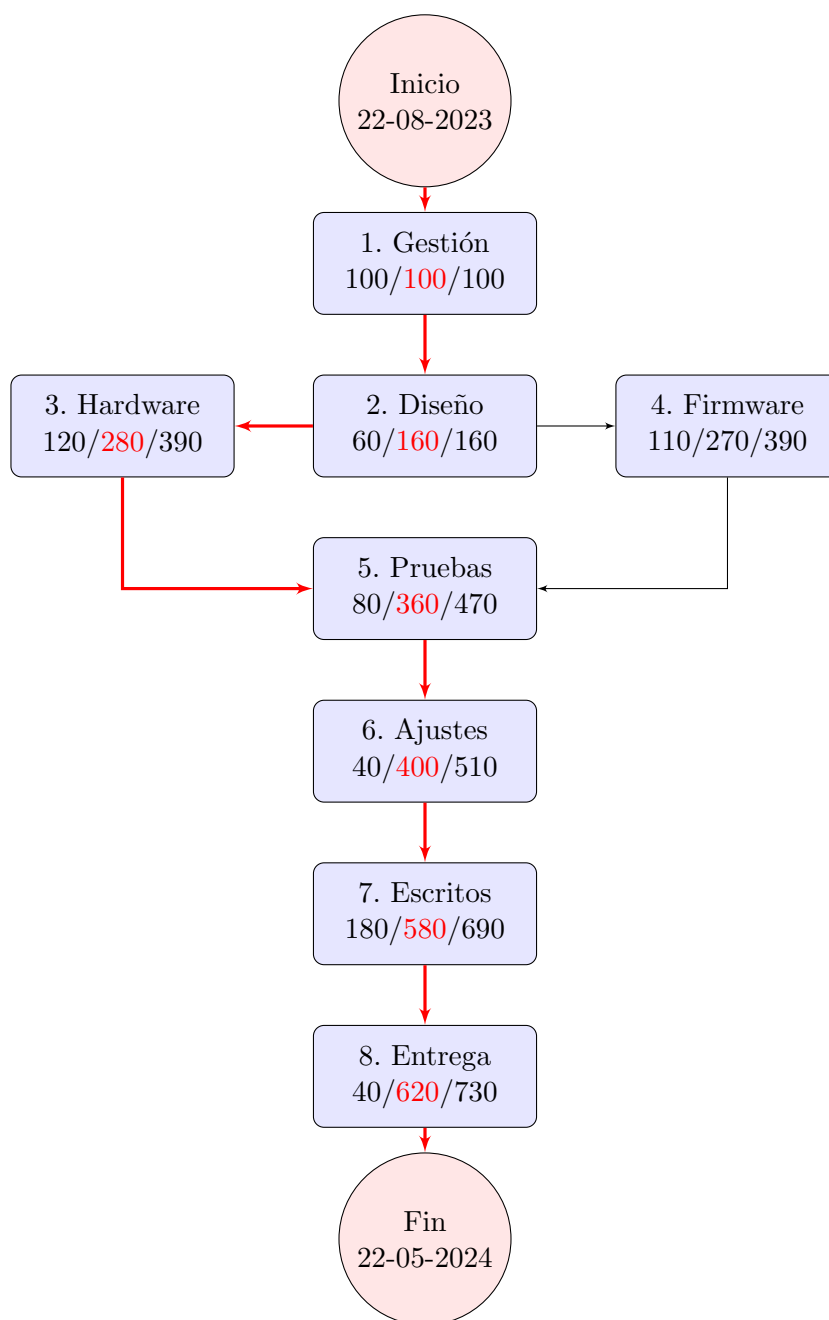 Inicio
22-08-2023
1. Gestión
100/100/100
3. Hardware
120/280/390
2. Diseño
60/160/160
4. Firmware
110/270/390
5. Pruebas
80/360/470
6. Ajustes
40/400/510
7. Escritos
180/580/690
8. Entrega
40/620/730
Fin
22-05-2024